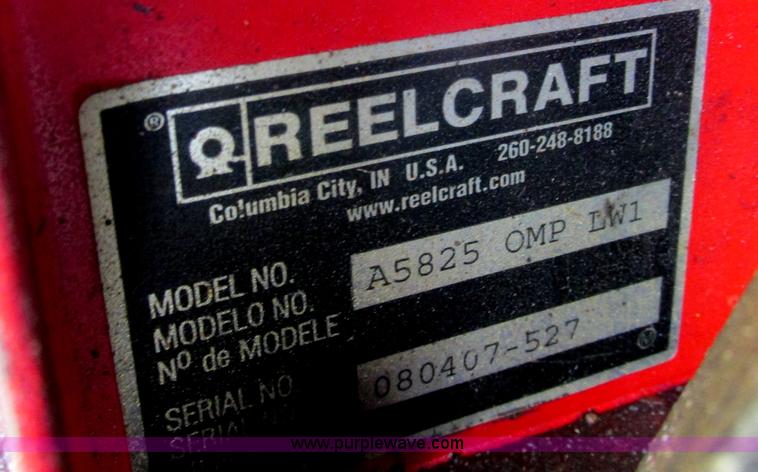 ® REELCRAFT
Columbia City, IN U.S.A. 260-248-8188
www.reelcraft.com
MODEL NO.
MODELO NO.
Nº de MODELE
A5825 OMP LW1
SERIAL NO
SERI
080407-527
www.purplewave.com